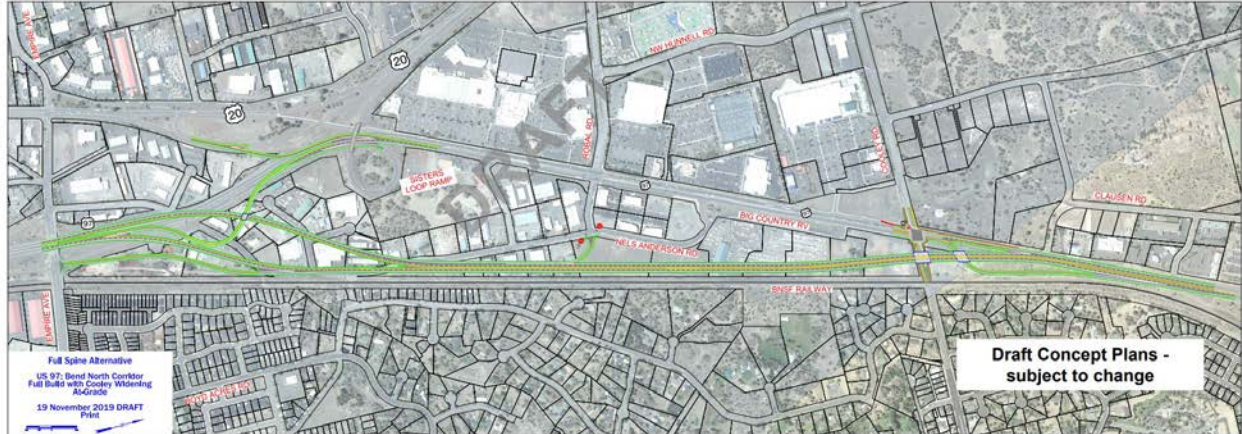 EMPIRE AVE
20
20
NW HUNNELL RD
DRAFT
ROBAL RD
COOLEY RD
SISTERS
LOOP RAMP
97
BIG COUNTRY RV
CLAUSEN RD
NELS ANDERSON RD
BNSF RAILWAY
EMPIRE AVE
Full Spine Alternative
US 97: Bend North Corridor
Full Build with Cooley Widening
At-Grade
19 November 2019 DRAFT
Print
Draft Concept Plans -
subject to change